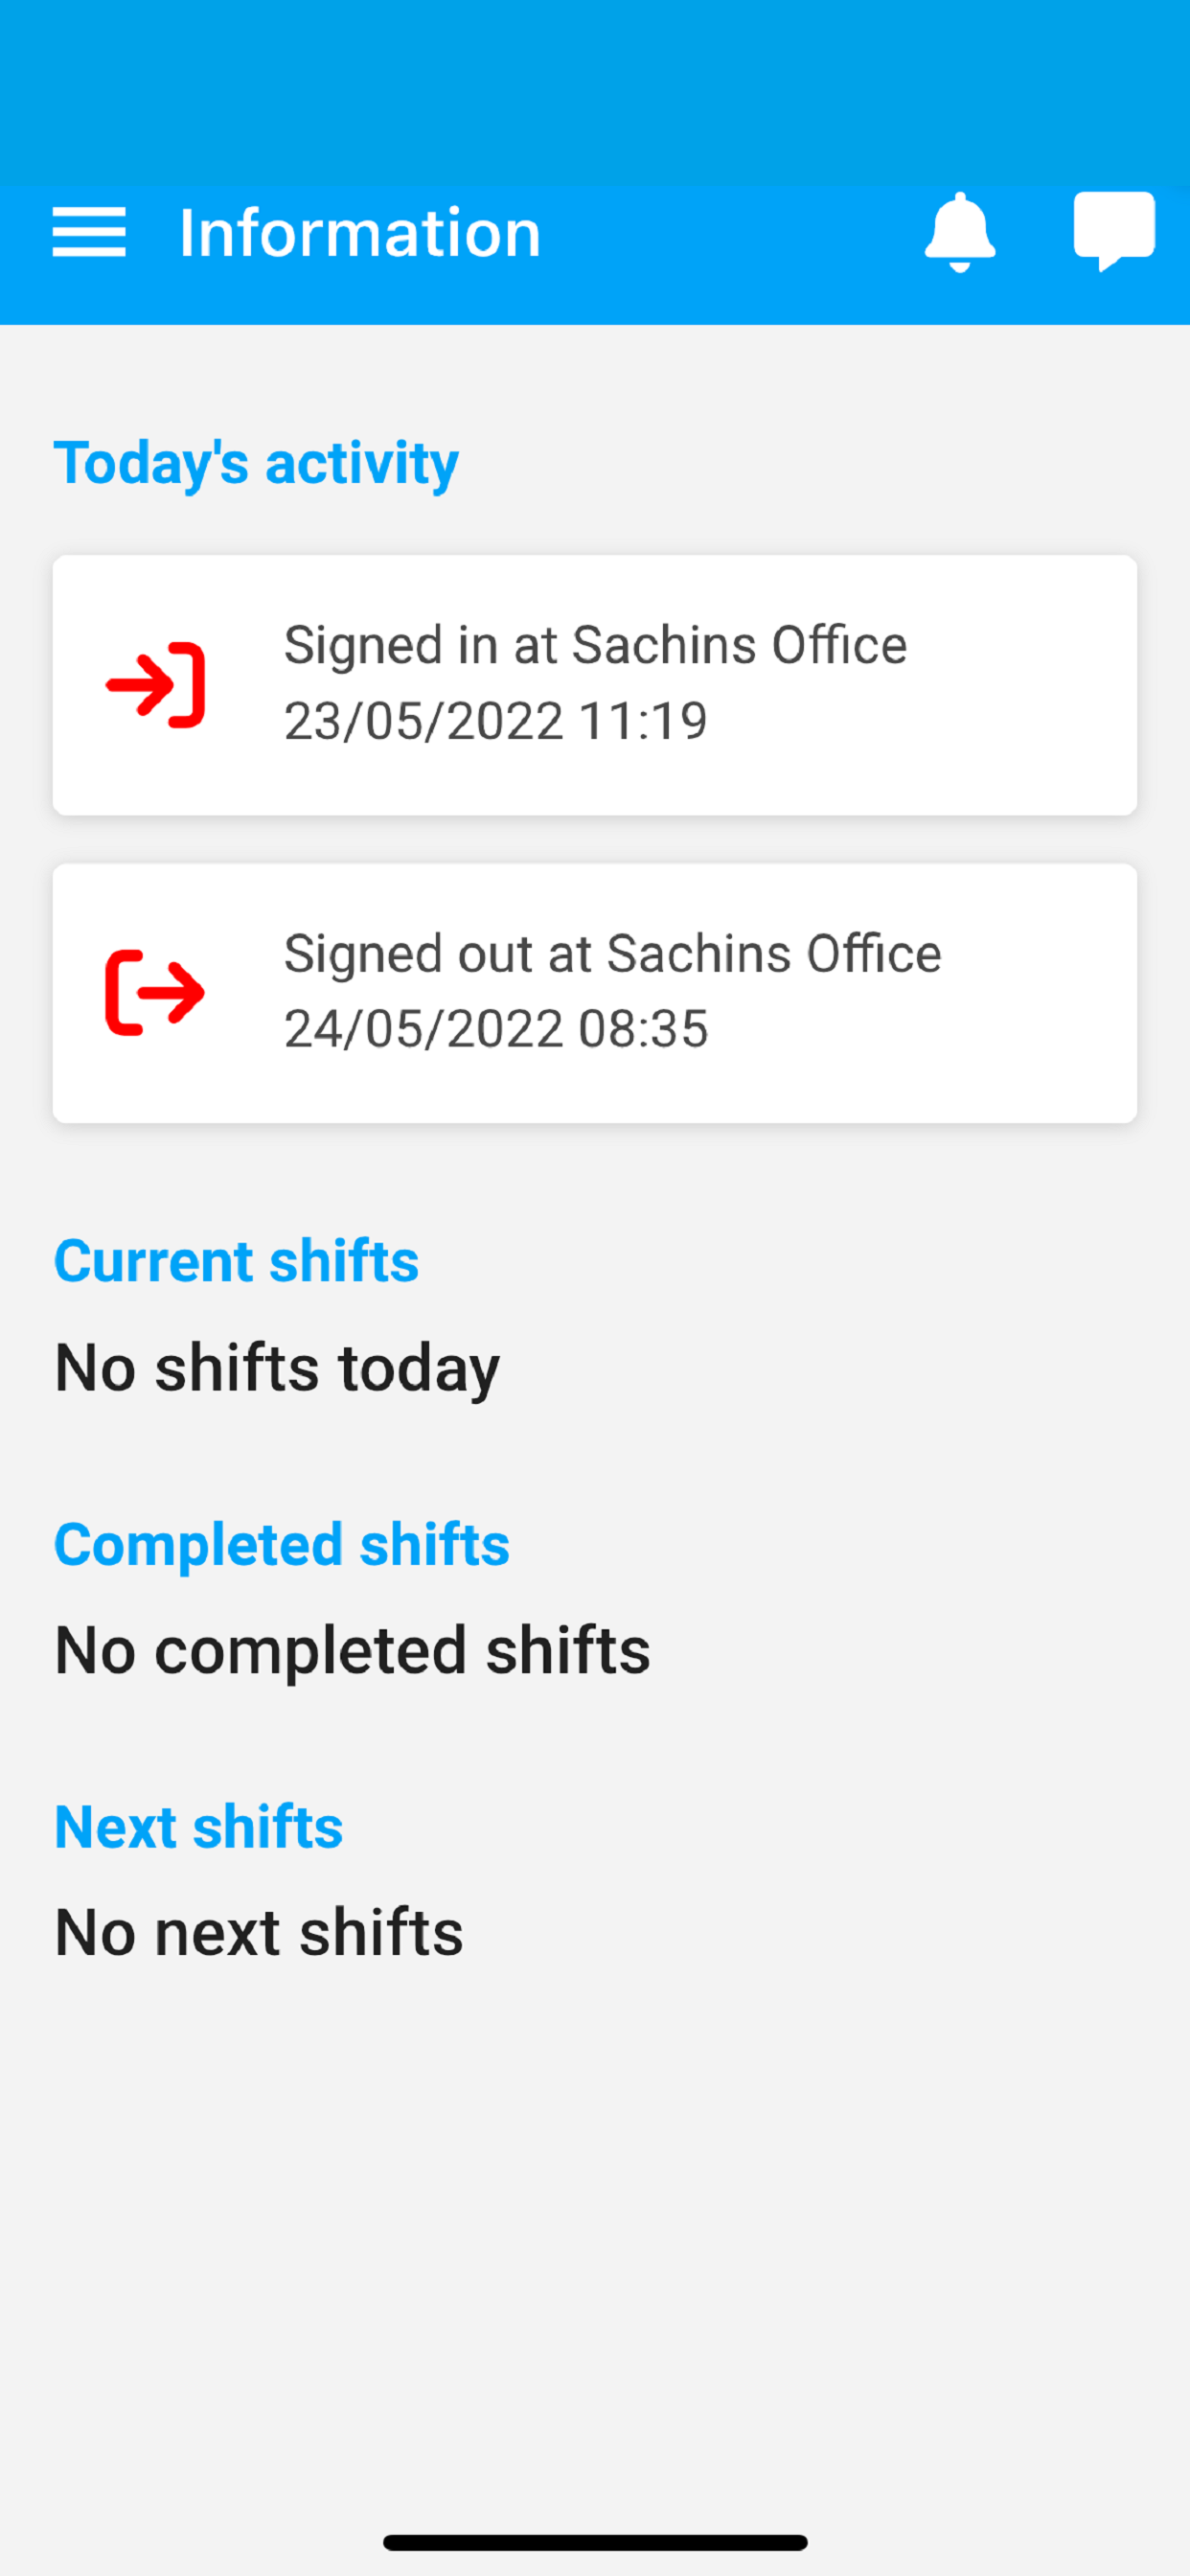 Information
Today's activity
Signed in at Sachins Office
23/05/2022 11:19
Signed out at Sachins Office
24/05/2022 08:35
Current shifts
No shifts today
Completed shifts
No completed shifts
Next shifts
No next shifts